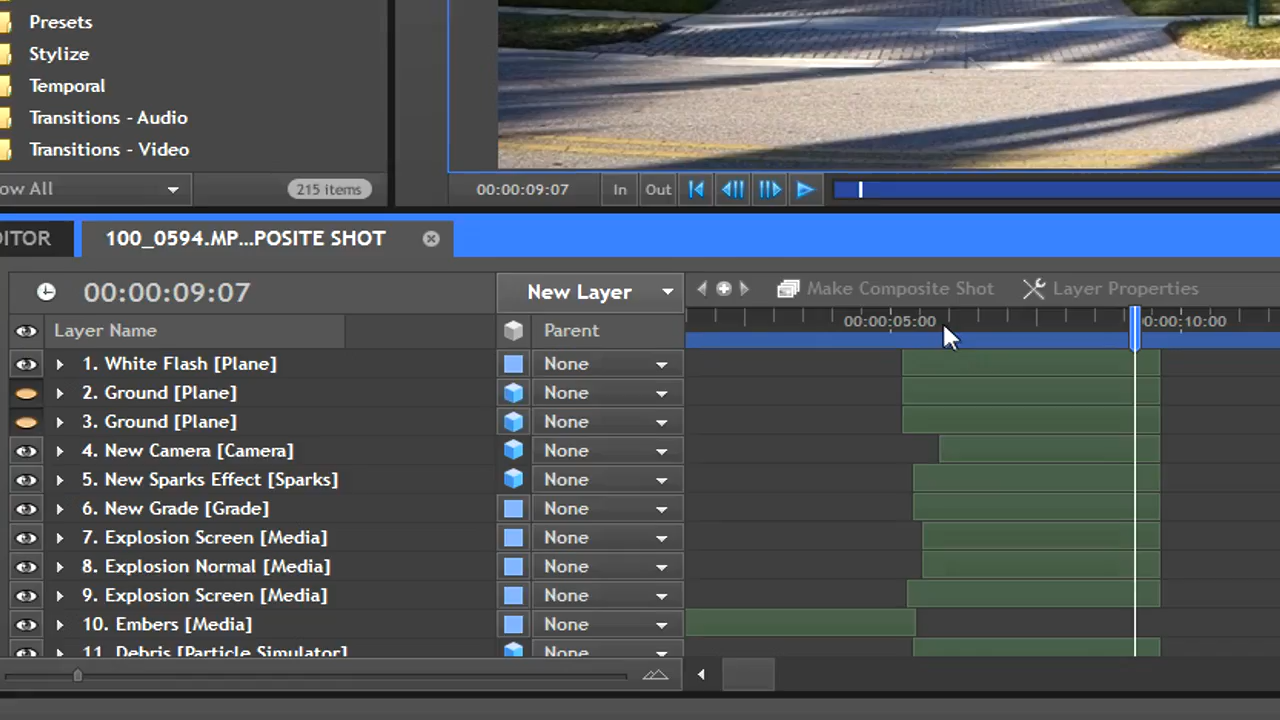 Presets
Stylize
Temporal
Transitions - Audio
Transitions - Video
ow All
215 items
00:00:09:07
In
Out
ITOR
100_0594.MP...POSITE SHOT
00:00:09:07
New Layer
Make Composite Shot
Layer Properties
Layer Name
Parent
00:00:05:00
00:00:10:00
1. White Flash [Plane]
None
2. Ground [Plane]
None
3. Ground [Plane]
None
4. New Camera [Camera]
None
5. New Sparks Effect [Sparks]
None
6. New Grade [Grade]
None
7. Explosion Screen [Media]
None
8. Explosion Normal [Media]
None
9. Explosion Screen [Media]
None
10. Embers [Media]
None
11. Debris [Particle Simulator]
None